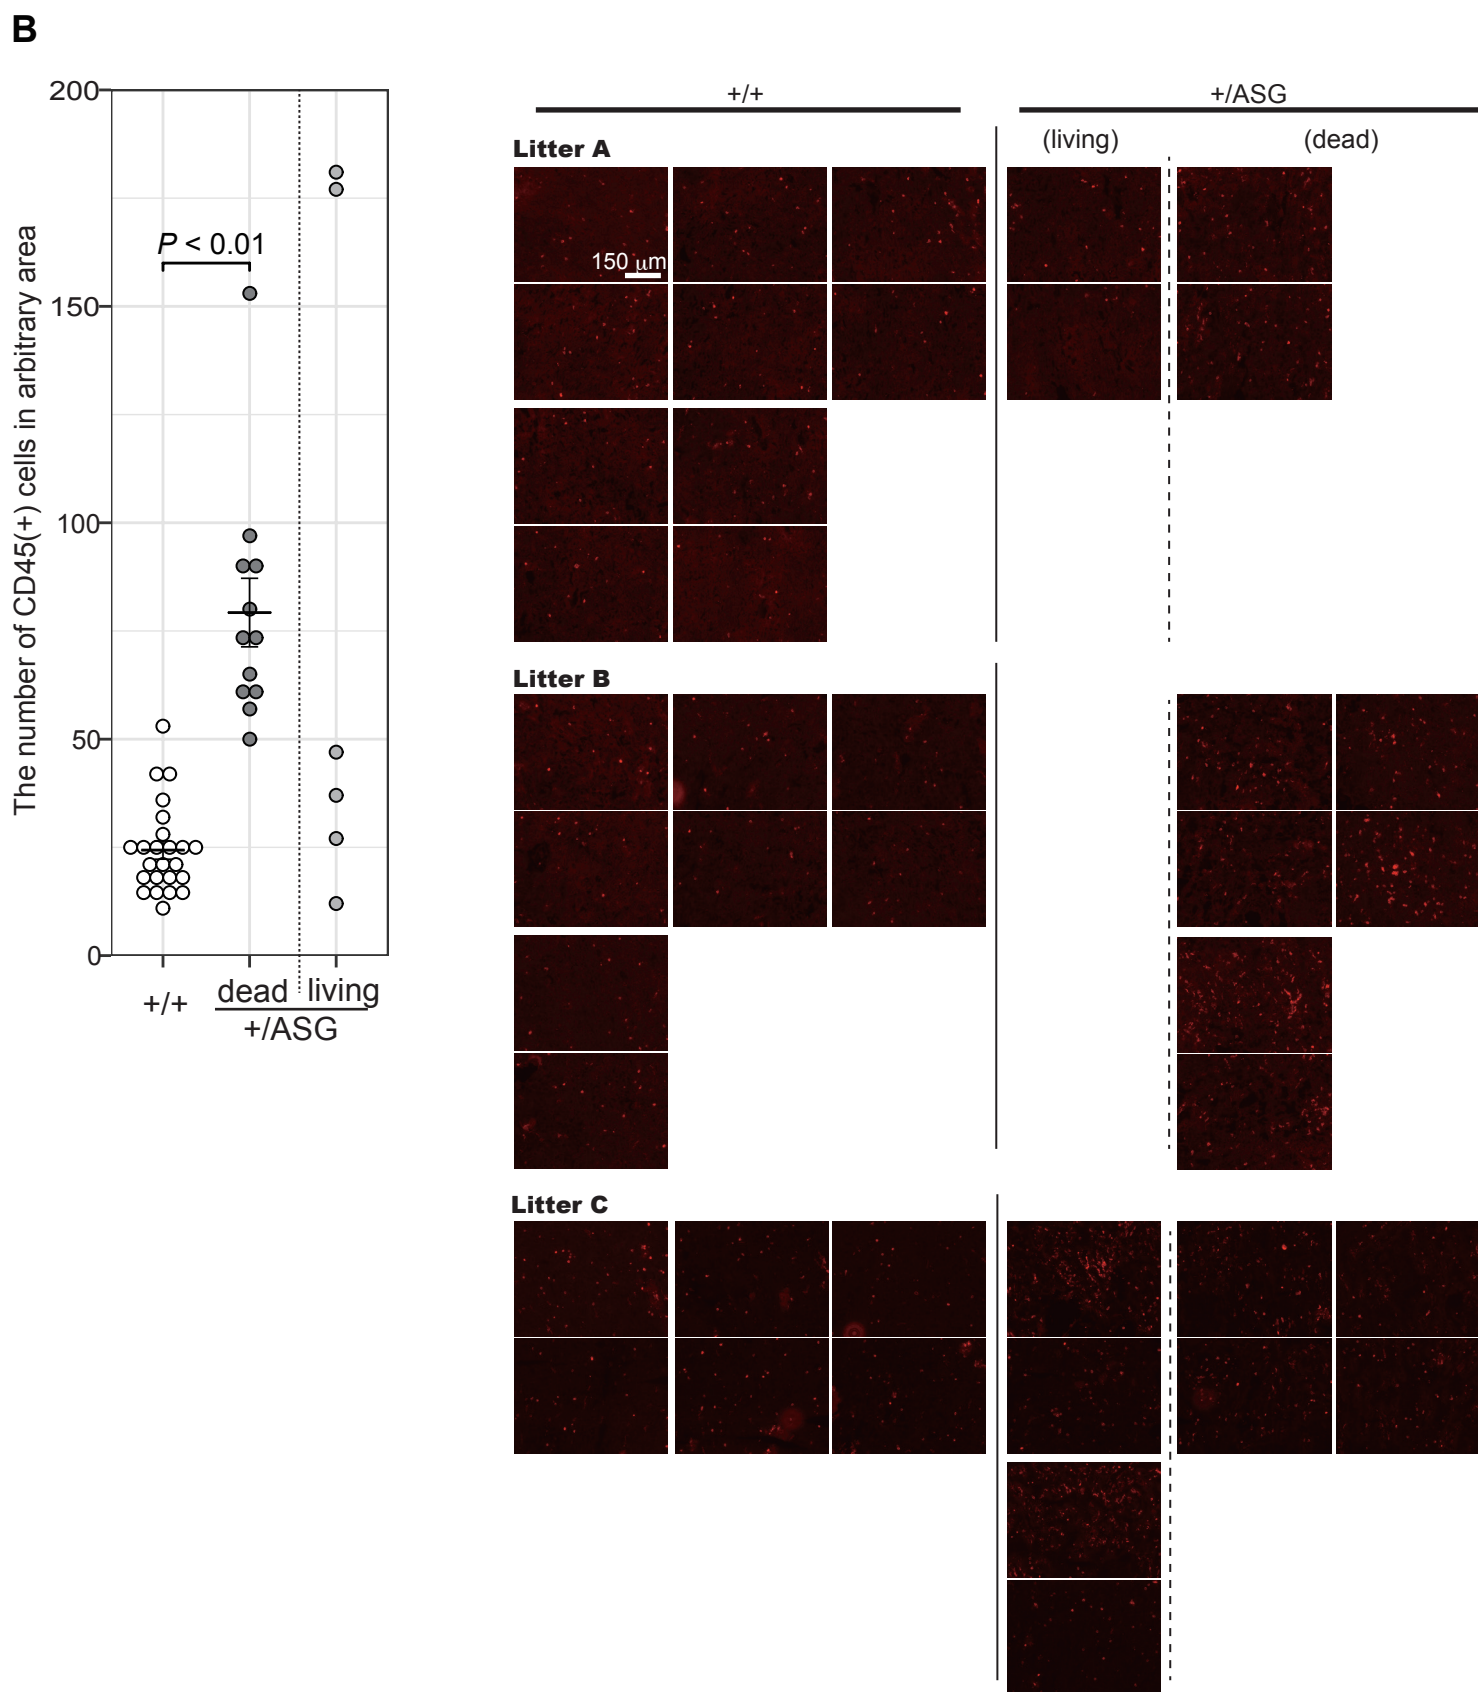 B
The number of CD45(+) cells in arbitrary area
200
150
100
50
0
P < 0.01
+/+
dead
living
+/ASG
+/+
+/ASG
(living)
(dead)
Litter A
150 μm
Litter B
Litter C